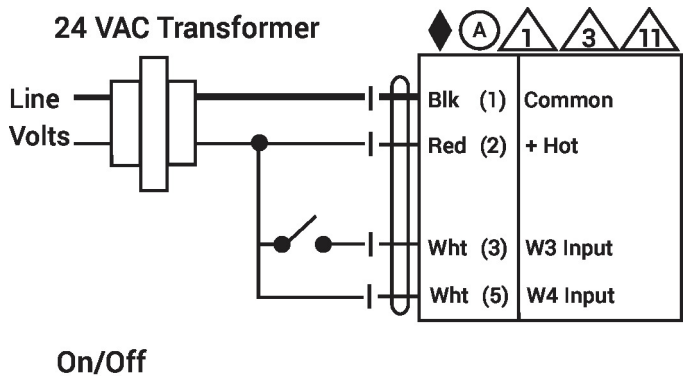 24 VAC Transformer
A 1 3 11
Line
Volts
Blk (1) Common
Red (2) + Hot
Wht (3) W3 Input
Wht (5) W4 Input
On/Off